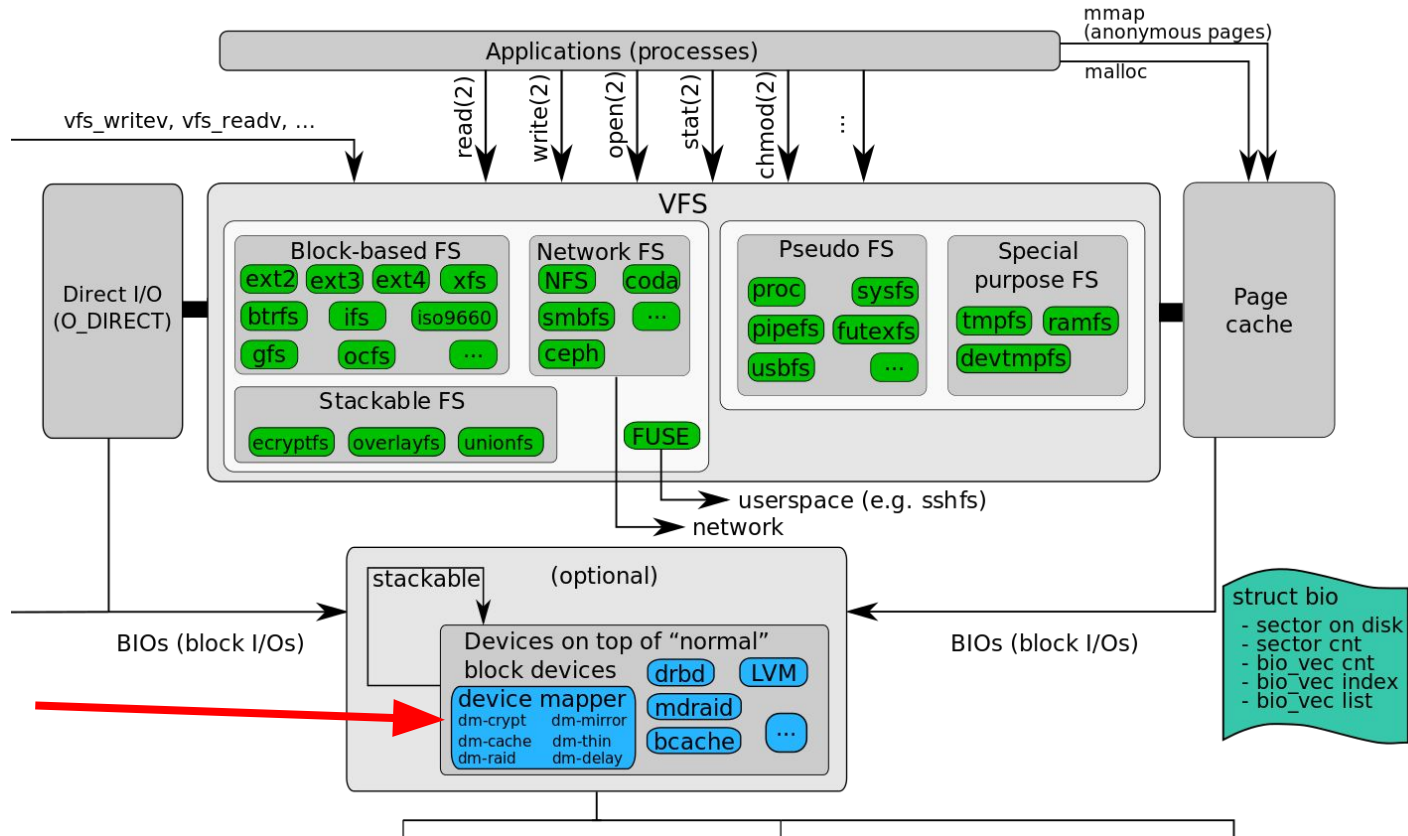 mmap
(anonymous pages)
Applications (processes)
malloc
read(2)
write(2)
open(2)
stat(2)
chmod(2)
...
vfs_writev, vfs_readv, ...
VFS
Block-based FS
ext2 ext3 ext4 xfs
btrfs ifs iso9660
gfs ocfs ...
Network FS
NFS coda
smbfs ...
ceph
Pseudo FS
proc sysfs
pipefs futexfs
usbfs ...
Special
purpose FS
tmpfs ramfs
devtmpfs
Direct I/O
(O_DIRECT)
Page
cache
Stackable FS
ecryptfs overlayfs unionfs
FUSE
userspace (e.g. sshfs)
network
stackable
(optional)
BIOs (block I/Os)
BIOs (block I/Os)
Devices on top of “normal”
block devices
drbd LVM
device mapper
dm-crypt dm-mirror
dm-cache dm-thin
dm-raid dm-delay
mdraid
bcache
...
struct bio
- sector on disk
- sector cnt
- bio_vec cnt
- bio_vec index
- bio_vec list